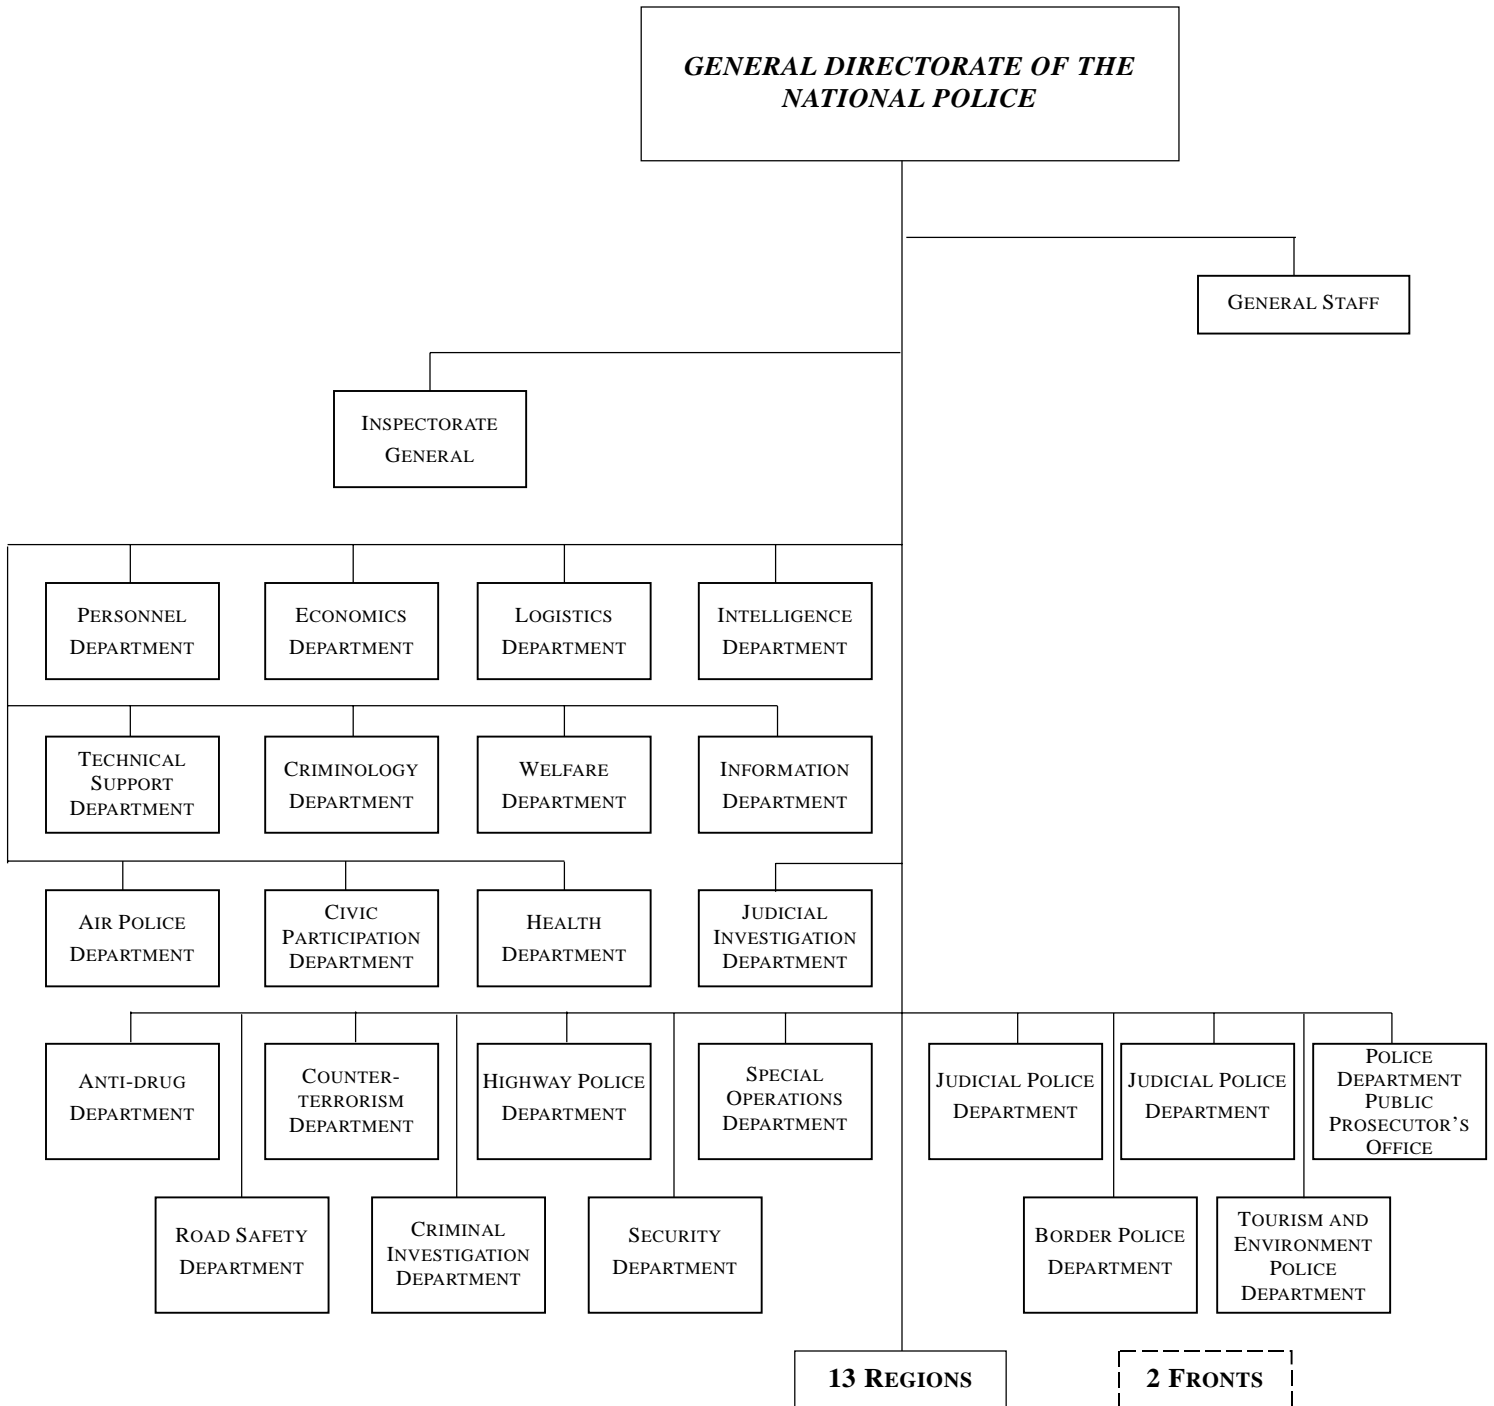 GENERAL DIRECTORATE OF THE
NATIONAL POLICE
GENERAL STAFF
INSPECTORATE
GENERAL
PERSONNEL
DEPARTMENT
ECONOMICS
DEPARTMENT
LOGISTICS
DEPARTMENT
INTELLIGENCE
DEPARTMENT
TECHNICAL
SUPPORT
DEPARTMENT
CRIMINOLOGY
DEPARTMENT
WELFARE
DEPARTMENT
INFORMATION
DEPARTMENT
AIR POLICE
DEPARTMENT
CIVIC
PARTICIPATION
DEPARTMENT
HEALTH
DEPARTMENT
JUDICIAL
INVESTIGATION
DEPARTMENT
ANTI-DRUG
DEPARTMENT
COUNTER-
TERRORISM
DEPARTMENT
HIGHWAY POLICE
DEPARTMENT
SPECIAL
OPERATIONS
DEPARTMENT
JUDICIAL POLICE
DEPARTMENT
JUDICIAL POLICE
DEPARTMENT
POLICE
DEPARTMENT
PUBLIC
PROSECUTOR'S
OFFICE
ROAD SAFETY
DEPARTMENT
CRIMINAL
INVESTIGATION
DEPARTMENT
SECURITY
DEPARTMENT
BORDER POLICE
DEPARTMENT
TOURISM AND
ENVIRONMENT
POLICE
DEPARTMENT
13 REGIONS
2 FRONTS